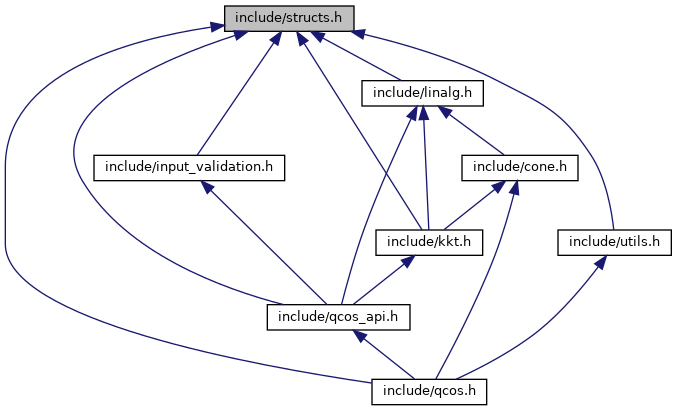 include/structs.h
include/linalg.h
include/input_validation.h
include/cone.h
include/kkt.h
include/utils.h
include/qcos_api.h
include/qcos.h